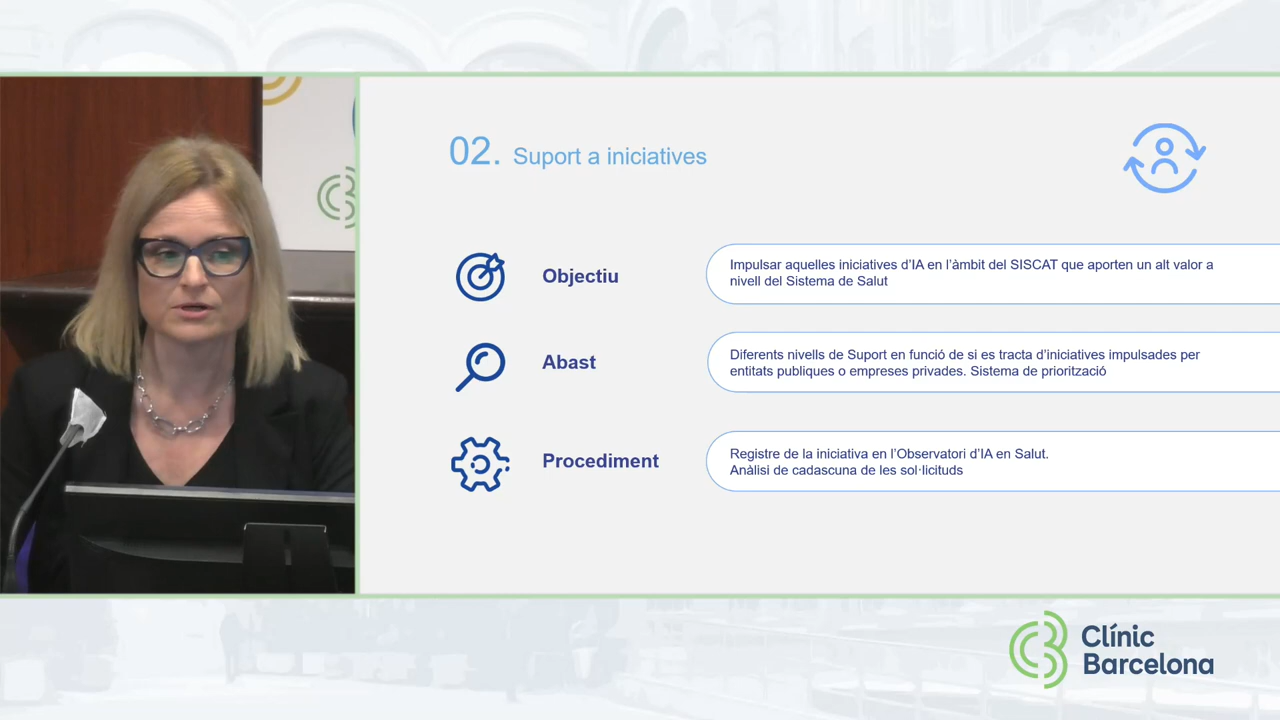 02. Suport a iniciatives
Objectiu
Impulsar aquelles iniciatives d’IA en l’àmbit del SISCAT que aporten un alt valor a
nivell del Sistema de Salut
Abast
Diferents nivells de Suport en funció de si es tracta d’iniciatives impulsades per
entitats publiques o empreses privades. Sistema de priorització
Procediment
Registre de la iniciativa en l’Observatori d’IA en Salut.
Anàlisi de cadascuna de les sol·licituds
Clínic
Barcelona